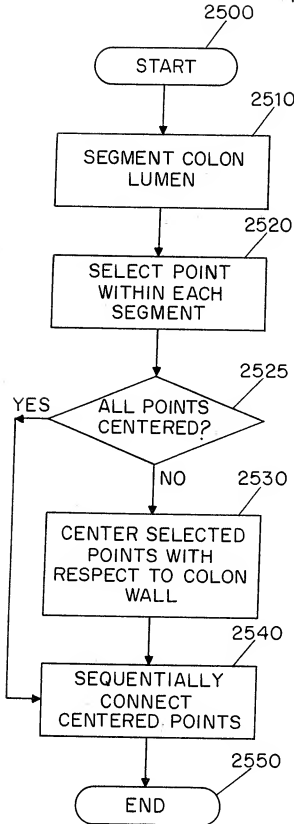 2500
START
2510
SEGMENT COLON
LUMEN
2520
SELECT POINT
WITHIN EACH
SEGMENT
2525
YES
ALL POINTS
CENTERED?
NO
2530
CENTER SELECTED
POINTS WITH
RESPECT TO COLON
WALL
2540
SEQUENTIALLY
CONNECT
CENTERED POINTS
2550
END